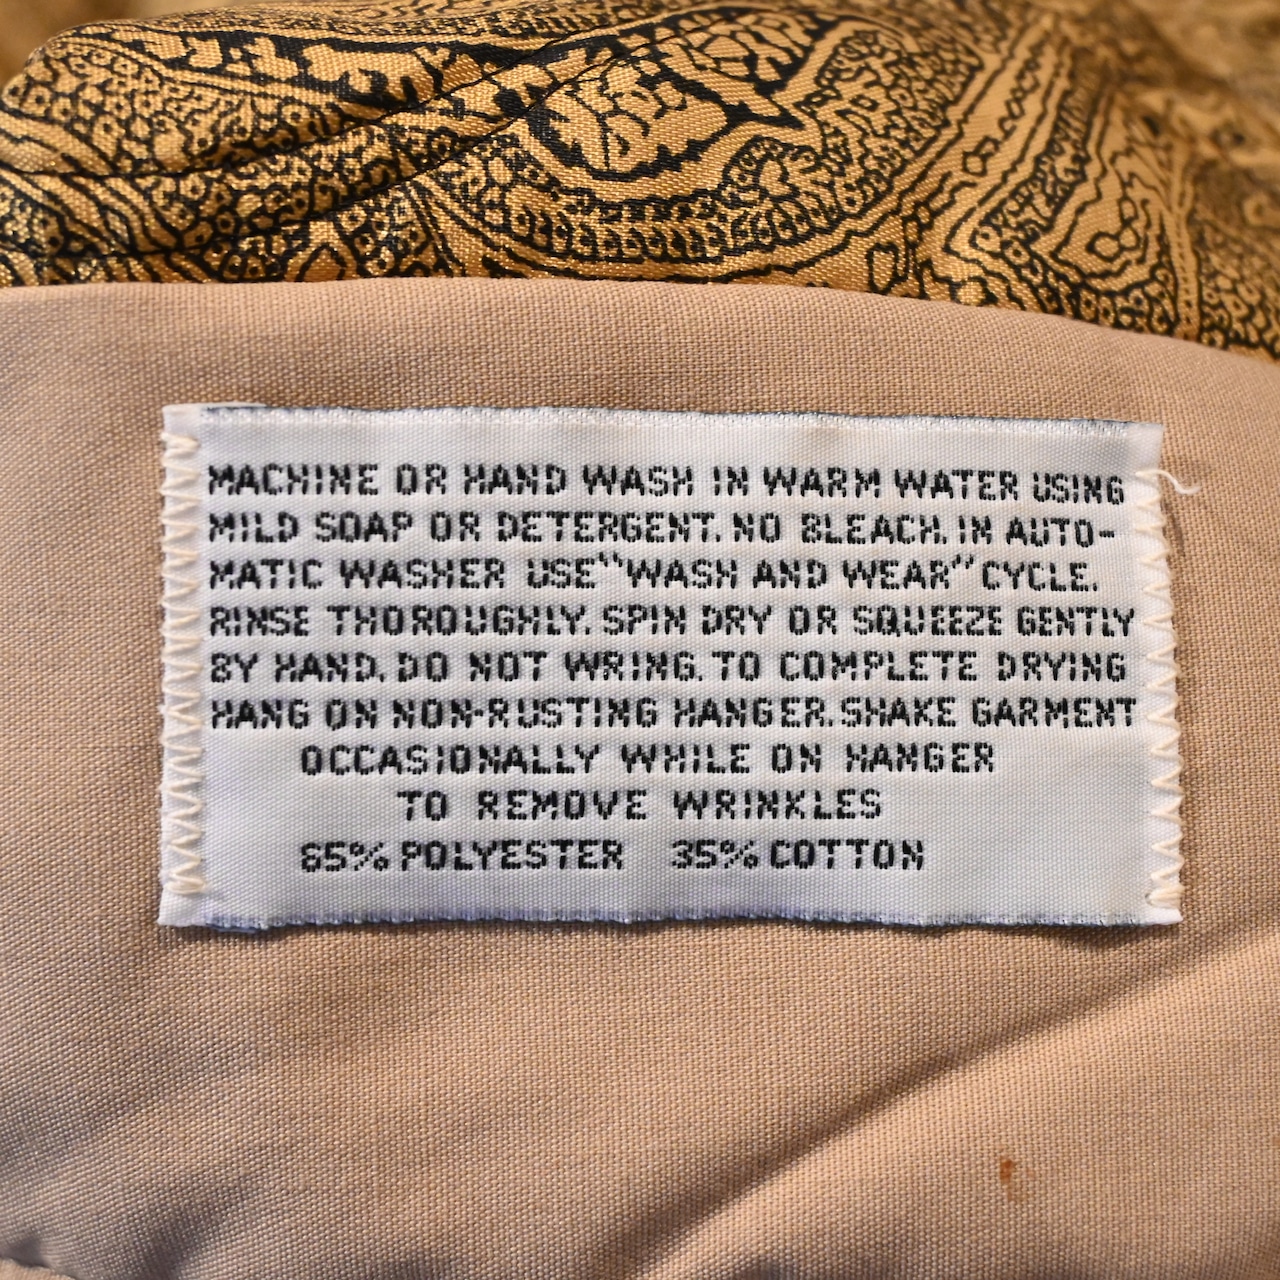 MACHINE OR HAND WASH IN WARM WATER USING
MILD SOAP OR DETERGENT. NO BLEACH. IN AUTO-
MATIC WASHER USE "WASH AND WEAR" CYCLE.
RINSE THOROUGHLY. SPIN DRY OR SQUEEZE GENTLY
BY HAND. DO NOT WRING. TO COMPLETE DRYING
HANG ON NON-RUSTING HANGER. SHAKE GARMENT
OCCASIONALLY WHILE ON HANGER
TO REMOVE WRINKLES
65% POLYESTER 35% COTTON